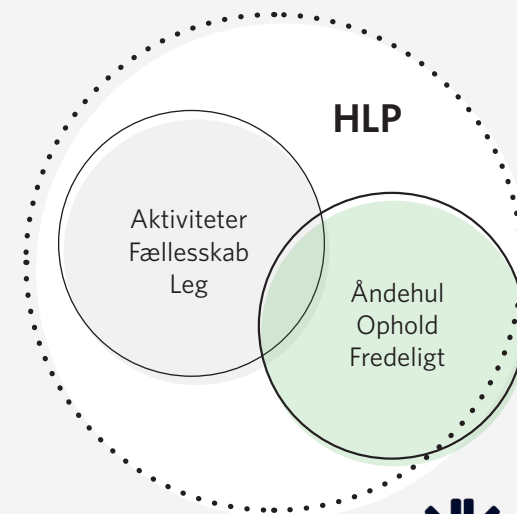 HLP
Aktiviteter
Fællesskab
Leg
Åndehul
Ophold
Fredeligt